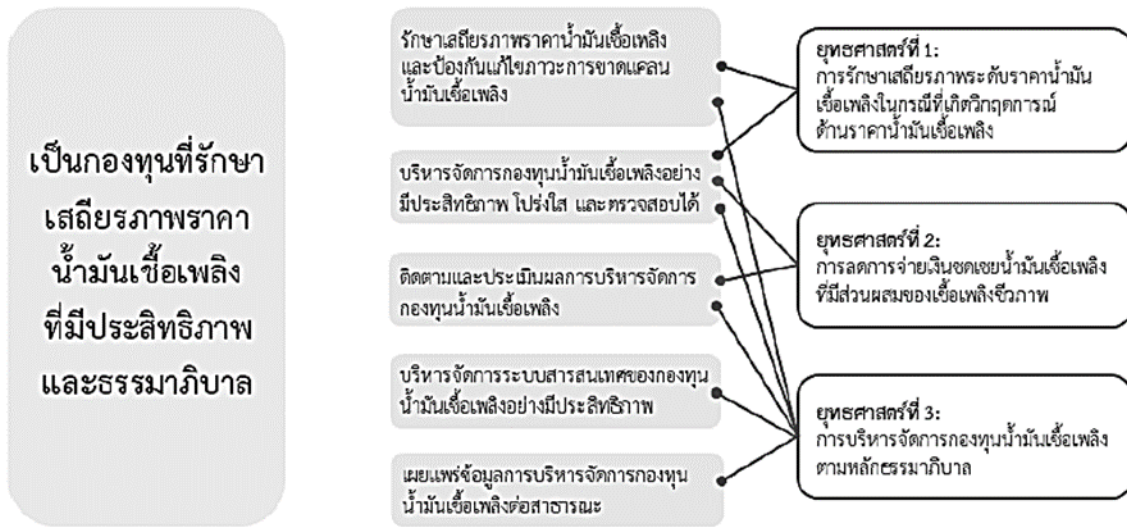 เป็นกองทุนที่รักษา
เสถียรภาพราคา
น้ำมันเชื้อเพลิง
ที่มีประสิทธิภาพ
และธรรมาภิบาล
รักษาเสถียรภาพราคาน้ำมันเชื้อเพลิง
และป้องกันแก้ไขภาวะการขาดแคลน
น้ำมันเชื้อเพลิง
บริหารจัดการกองทุนน้ำมันเชื้อเพลิงอย่าง
มีประสิทธิภาพ โปร่งใส และตรวจสอบได้
ติดตามและประเมินผลการบริหารจัดการ
กองทุนน้ำมันเชื้อเพลิง
บริหารจัดการระบบสารสนเทศของกองทุน
น้ำมันเชื้อเพลิงอย่างมีประสิทธิภาพ
เผยแพร่ข้อมูลการบริหารจัดการกองทุน
น้ำมันเชื้อเพลิงต่อสาธารณะ
ยุทธศาสตร์ที่ 1:
การรักษาเสถียรภาพระดับราคาน้ำมัน
เชื้อเพลิงในกรณีที่เกิดวิกฤตการณ์
ด้านราคาน้ำมันเชื้อเพลิง
ยุทธศาสตร์ที่ 2:
การลดการจ่ายเงินชดเชยน้ำมันเชื้อเพลิง
ที่มีส่วนผสมของเชื้อเพลิงชีวภาพ
ยุทธศาสตร์ที่ 3:
การบริหารจัดการกองทุนน้ำมันเชื้อเพลิง
ตามหลักธรรมาภิบาล